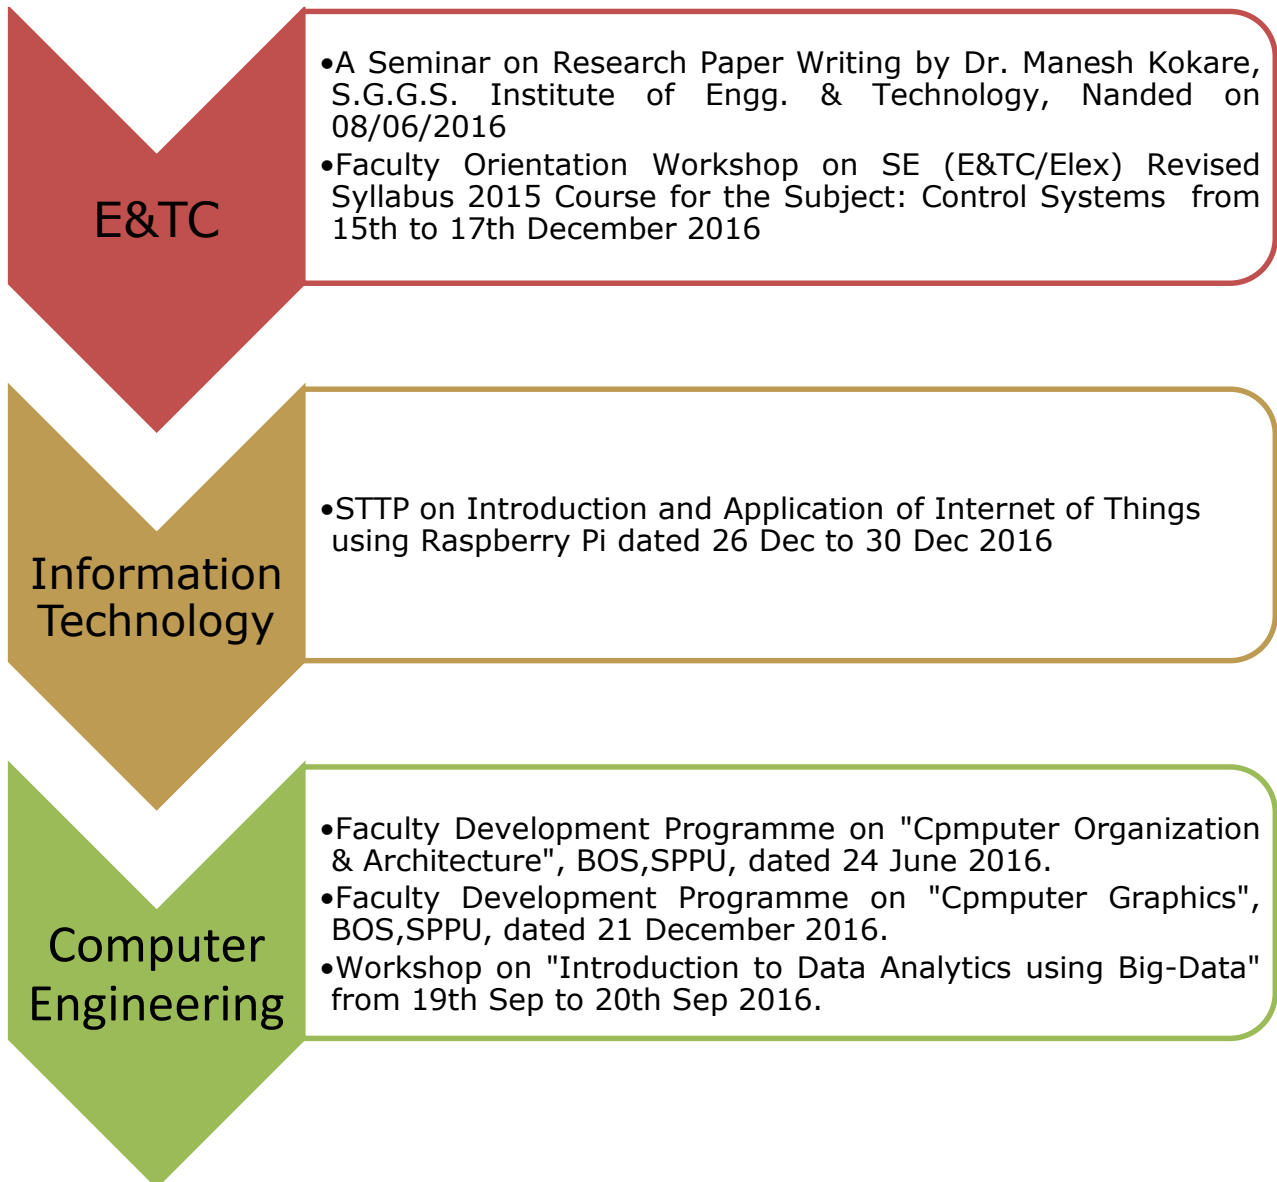 E&TC
•A Seminar on Research Paper Writing by Dr. Manesh Kokare,
S.G.G.S. Institute of Engg. & Technology, Nanded on
08/06/2016
•Faculty Orientation Workshop on SE (E&TC/Elex) Revised
Syllabus 2015 Course for the Subject: Control Systems from
15th to 17th December 2016
Information
Technology
•STTP on Introduction and Application of Internet of Things
using Raspberry Pi dated 26 Dec to 30 Dec 2016
Computer
Engineering
•Faculty Development Programme on "Cpmputer Organization
& Architecture", BOS,SPPU, dated 24 June 2016.
•Faculty Development Programme on "Cpmputer Graphics",
BOS,SPPU, dated 21 December 2016.
•Workshop on "Introduction to Data Analytics using Big-Data"
from 19th Sep to 20th Sep 2016.